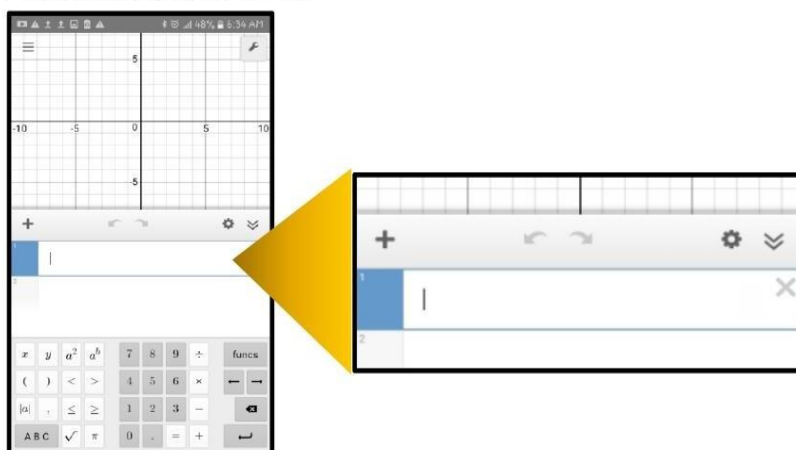 48% 6:34 AM
5
-10 -5 0 5 10
-5
+
1
2
x y a² aᵇ 7 8 9 ÷ funcs
( ) < > 4 5 6 × ← →
|a| , ≤ ≥ 1 2 3 −
A B C √ π 0 . = +
+
1
2